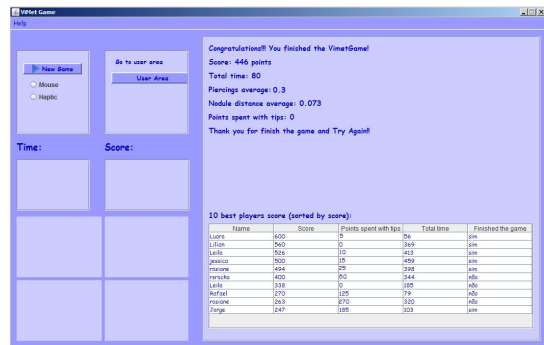 ViMet Game
Help
New Game
Mouse
Haptic
Go to user area
User Area
Time:
Score:
Congratulations!!! You finished the VimetGame!
Score: 446 points
Total time: 80
Piercings average: 0.3
Nodule distance average: 0.073
Points spent with tips: 0
Thank you for finish the game and Try Again!!
10 best players score (sorted by score):
Name Score Points spent with tips Total time Finished the game
Luara 600 5 56 sim
Lilian 560 0 369 sim
Leila 526 10 413 sim
jessica 500 15 459 sim
rosiane 494 25 398 sim
400 50 344 não
Leila 338 0 185 não
Rafael 270 125 79 não
rosiane 263 270 320 não
Jorge 247 185 103 sim